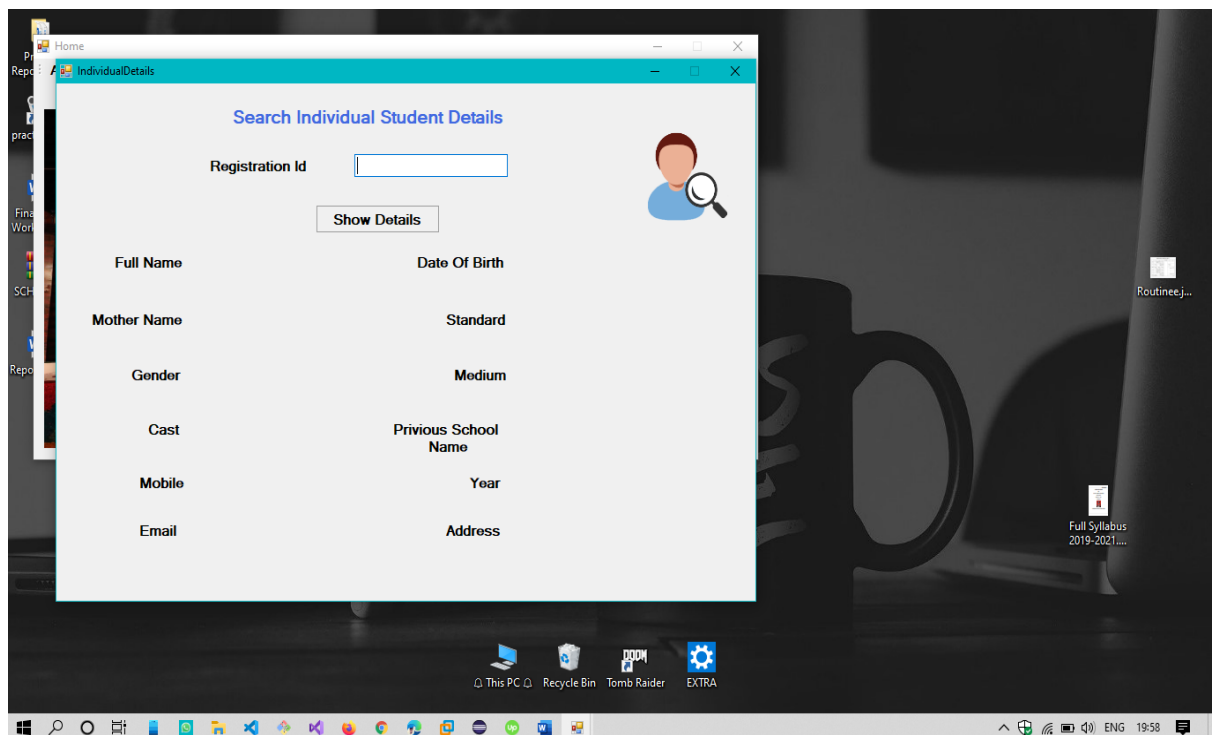 Home
IndividualDetails
Search Individual Student Details
Registration Id
Show Details
Full Name
Date Of Birth
Mother Name
Standard
Gender
Medium
Cast
Privious School
Name
Mobile
Year
Email
Address
Routinee.j...
Full Syllabus
2019-2021....
This PC
Recycle Bin
Tomb Raider
EXTRA
ENG
19:58